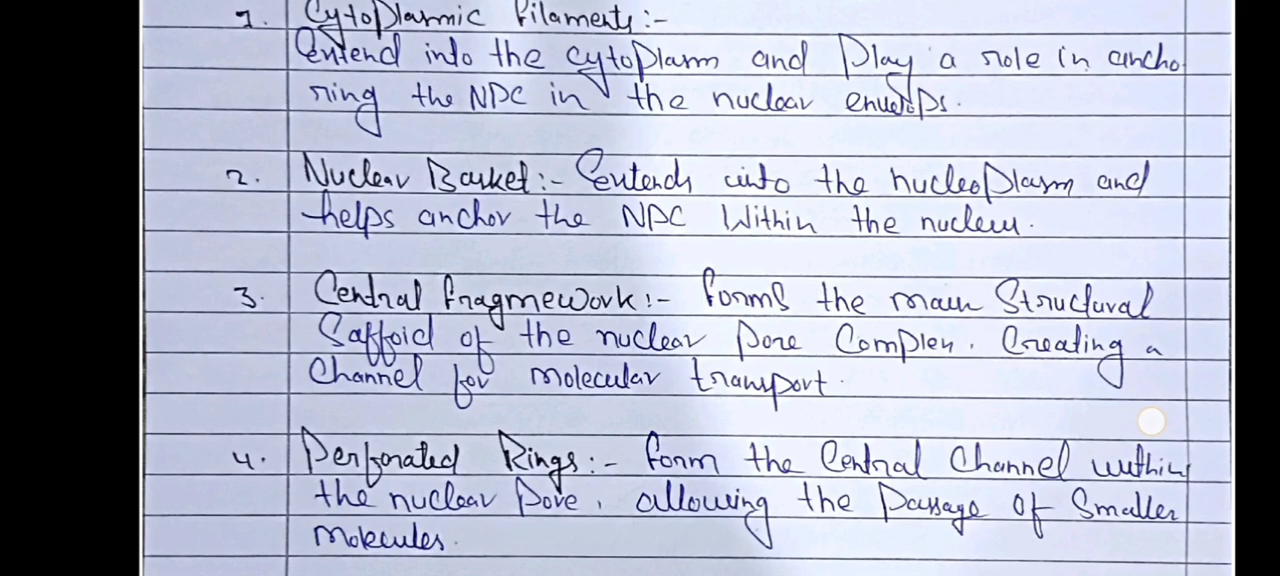 1. Cytoplasmic filaments:-
Extend into the cytoplasm and Play a role in ancho
ring the NPC in the nuclear envelops.
2. Nuclear Basket:- Extends into the nucleoplasm and
helps anchor the NPC Within the nucleus.
3. Central fragmework:- forms the main Structural
Saffold of the nuclear pore Complex. Creating a
Channel for molecular transport.
4. Perforated Rings:- form the Central Channel within
the nuclear pore, allowing the Passage of Smaller
Molecules.